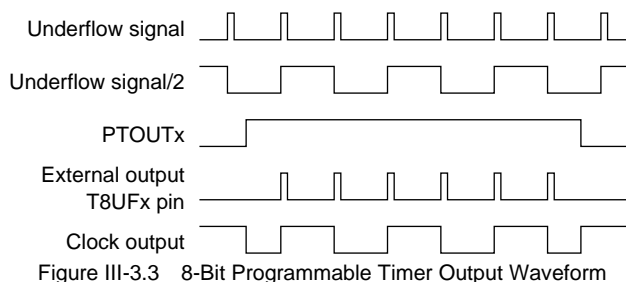 Underflow signal
Underflow signal/2
PTOUTx
External output
T8UFx pin
Clock output
Figure III-3.3 8-Bit Programmable Timer Output Waveform